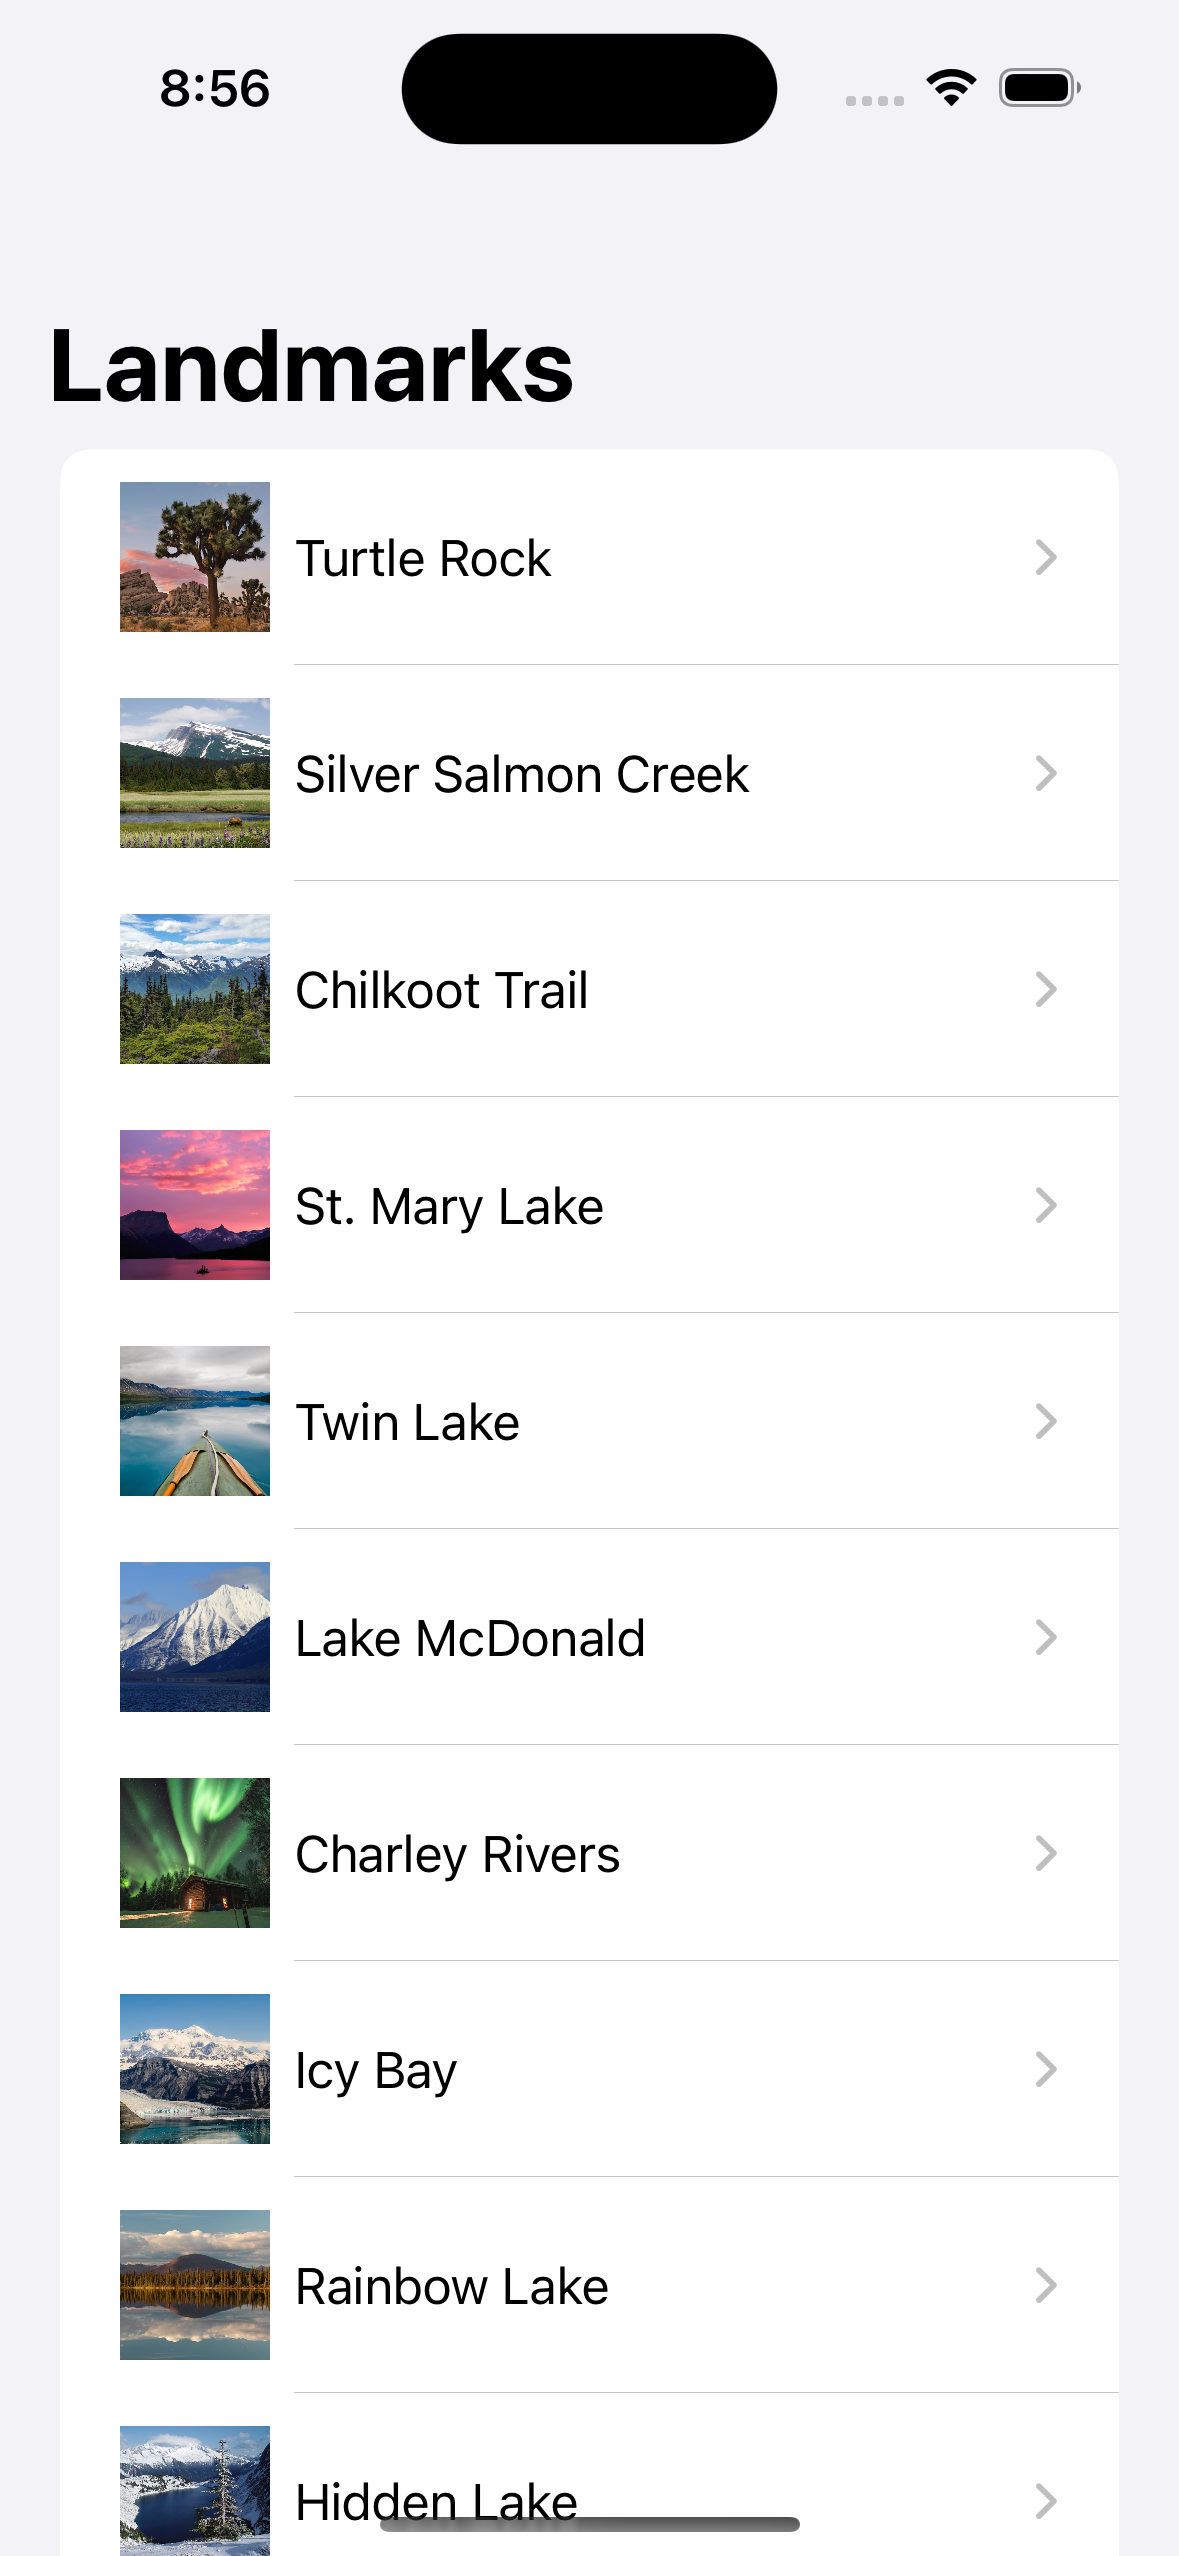 8:56
Landmarks
Turtle Rock
Silver Salmon Creek
Chilkoot Trail
St. Mary Lake
Twin Lake
Lake McDonald
Charley Rivers
Icy Bay
Rainbow Lake
Hidden Lake